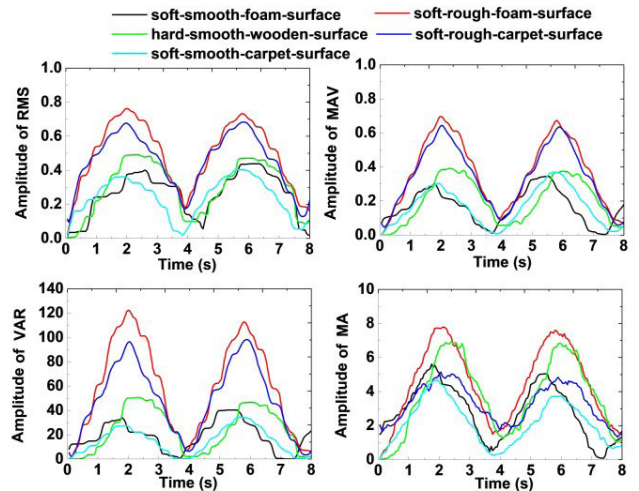 soft-smooth-foam-surface soft-rough-foam-surface
hard-smooth-wooden-surface soft-rough-carpet-surface
soft-smooth-carpet-surface
Amplitude of RMS
1.0
0.8
0.6
0.4
0.2
0.0
0 1 2 3 4 5 6 7 8
Time (s)
Amplitude of MAV
1.0
0.8
0.6
0.4
0.2
0.0
0 1 2 3 4 5 6 7 8
Time (s)
Amplitude of VAR
140
120
100
80
60
40
20
0
0 1 2 3 4 5 6 7 8
Time (s)
Amplitude of MA
10
8
6
4
2
0
0 1 2 3 4 5 6 7 8
Time (s)